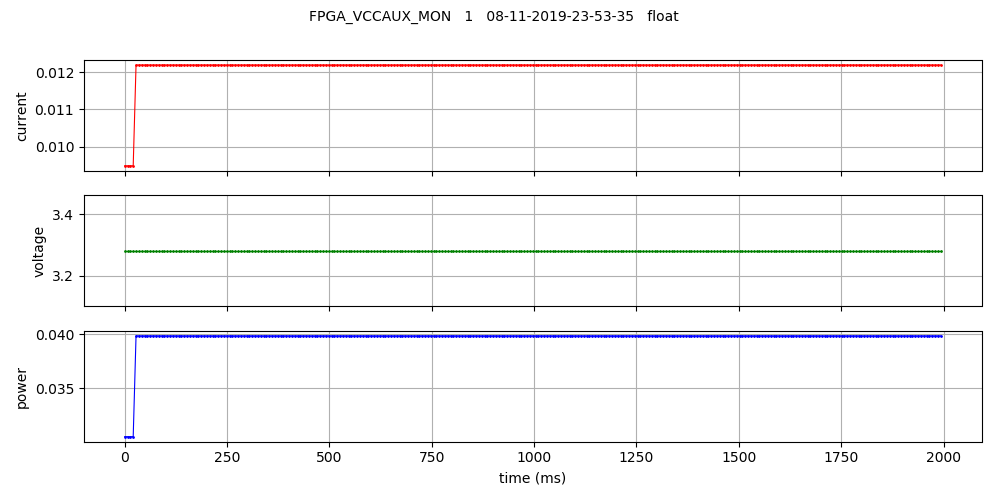 FPGA_VCCAUX_MON 1 08-11-2019-23-53-35 float
0.012
0.011
0.010
current
3.4
3.2
voltage
0.040
0.035
power
0 250 500 750 1000 1250 1500 1750 2000
time (ms)